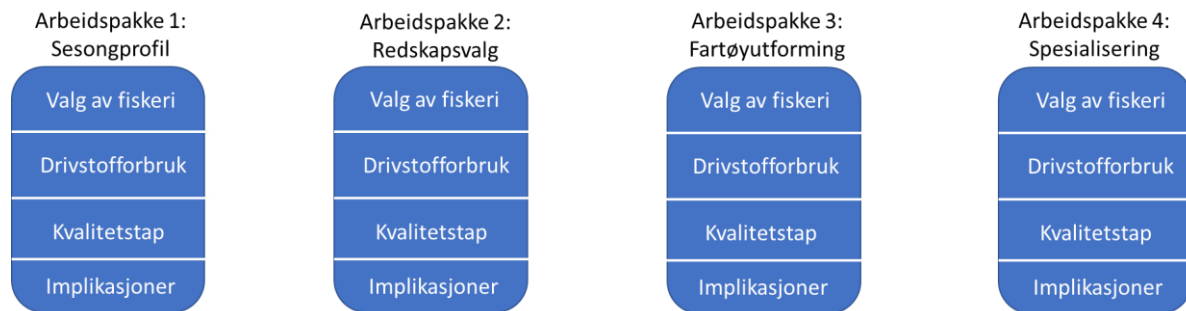 Arbeidspakke 1:
Sesongprofil
Valg av fiskeri
Drivstofforbruk
Kvalitetstap
Implikasjoner
Arbeidspakke 2:
Redskapsvalg
Valg av fiskeri
Drivstofforbruk
Kvalitetstap
Implikasjoner
Arbeidspakke 3:
Fartøyutforming
Valg av fiskeri
Drivstofforbruk
Kvalitetstap
Implikasjoner
Arbeidspakke 4:
Spesialisering
Valg av fiskeri
Drivstofforbruk
Kvalitetstap
Implikasjoner